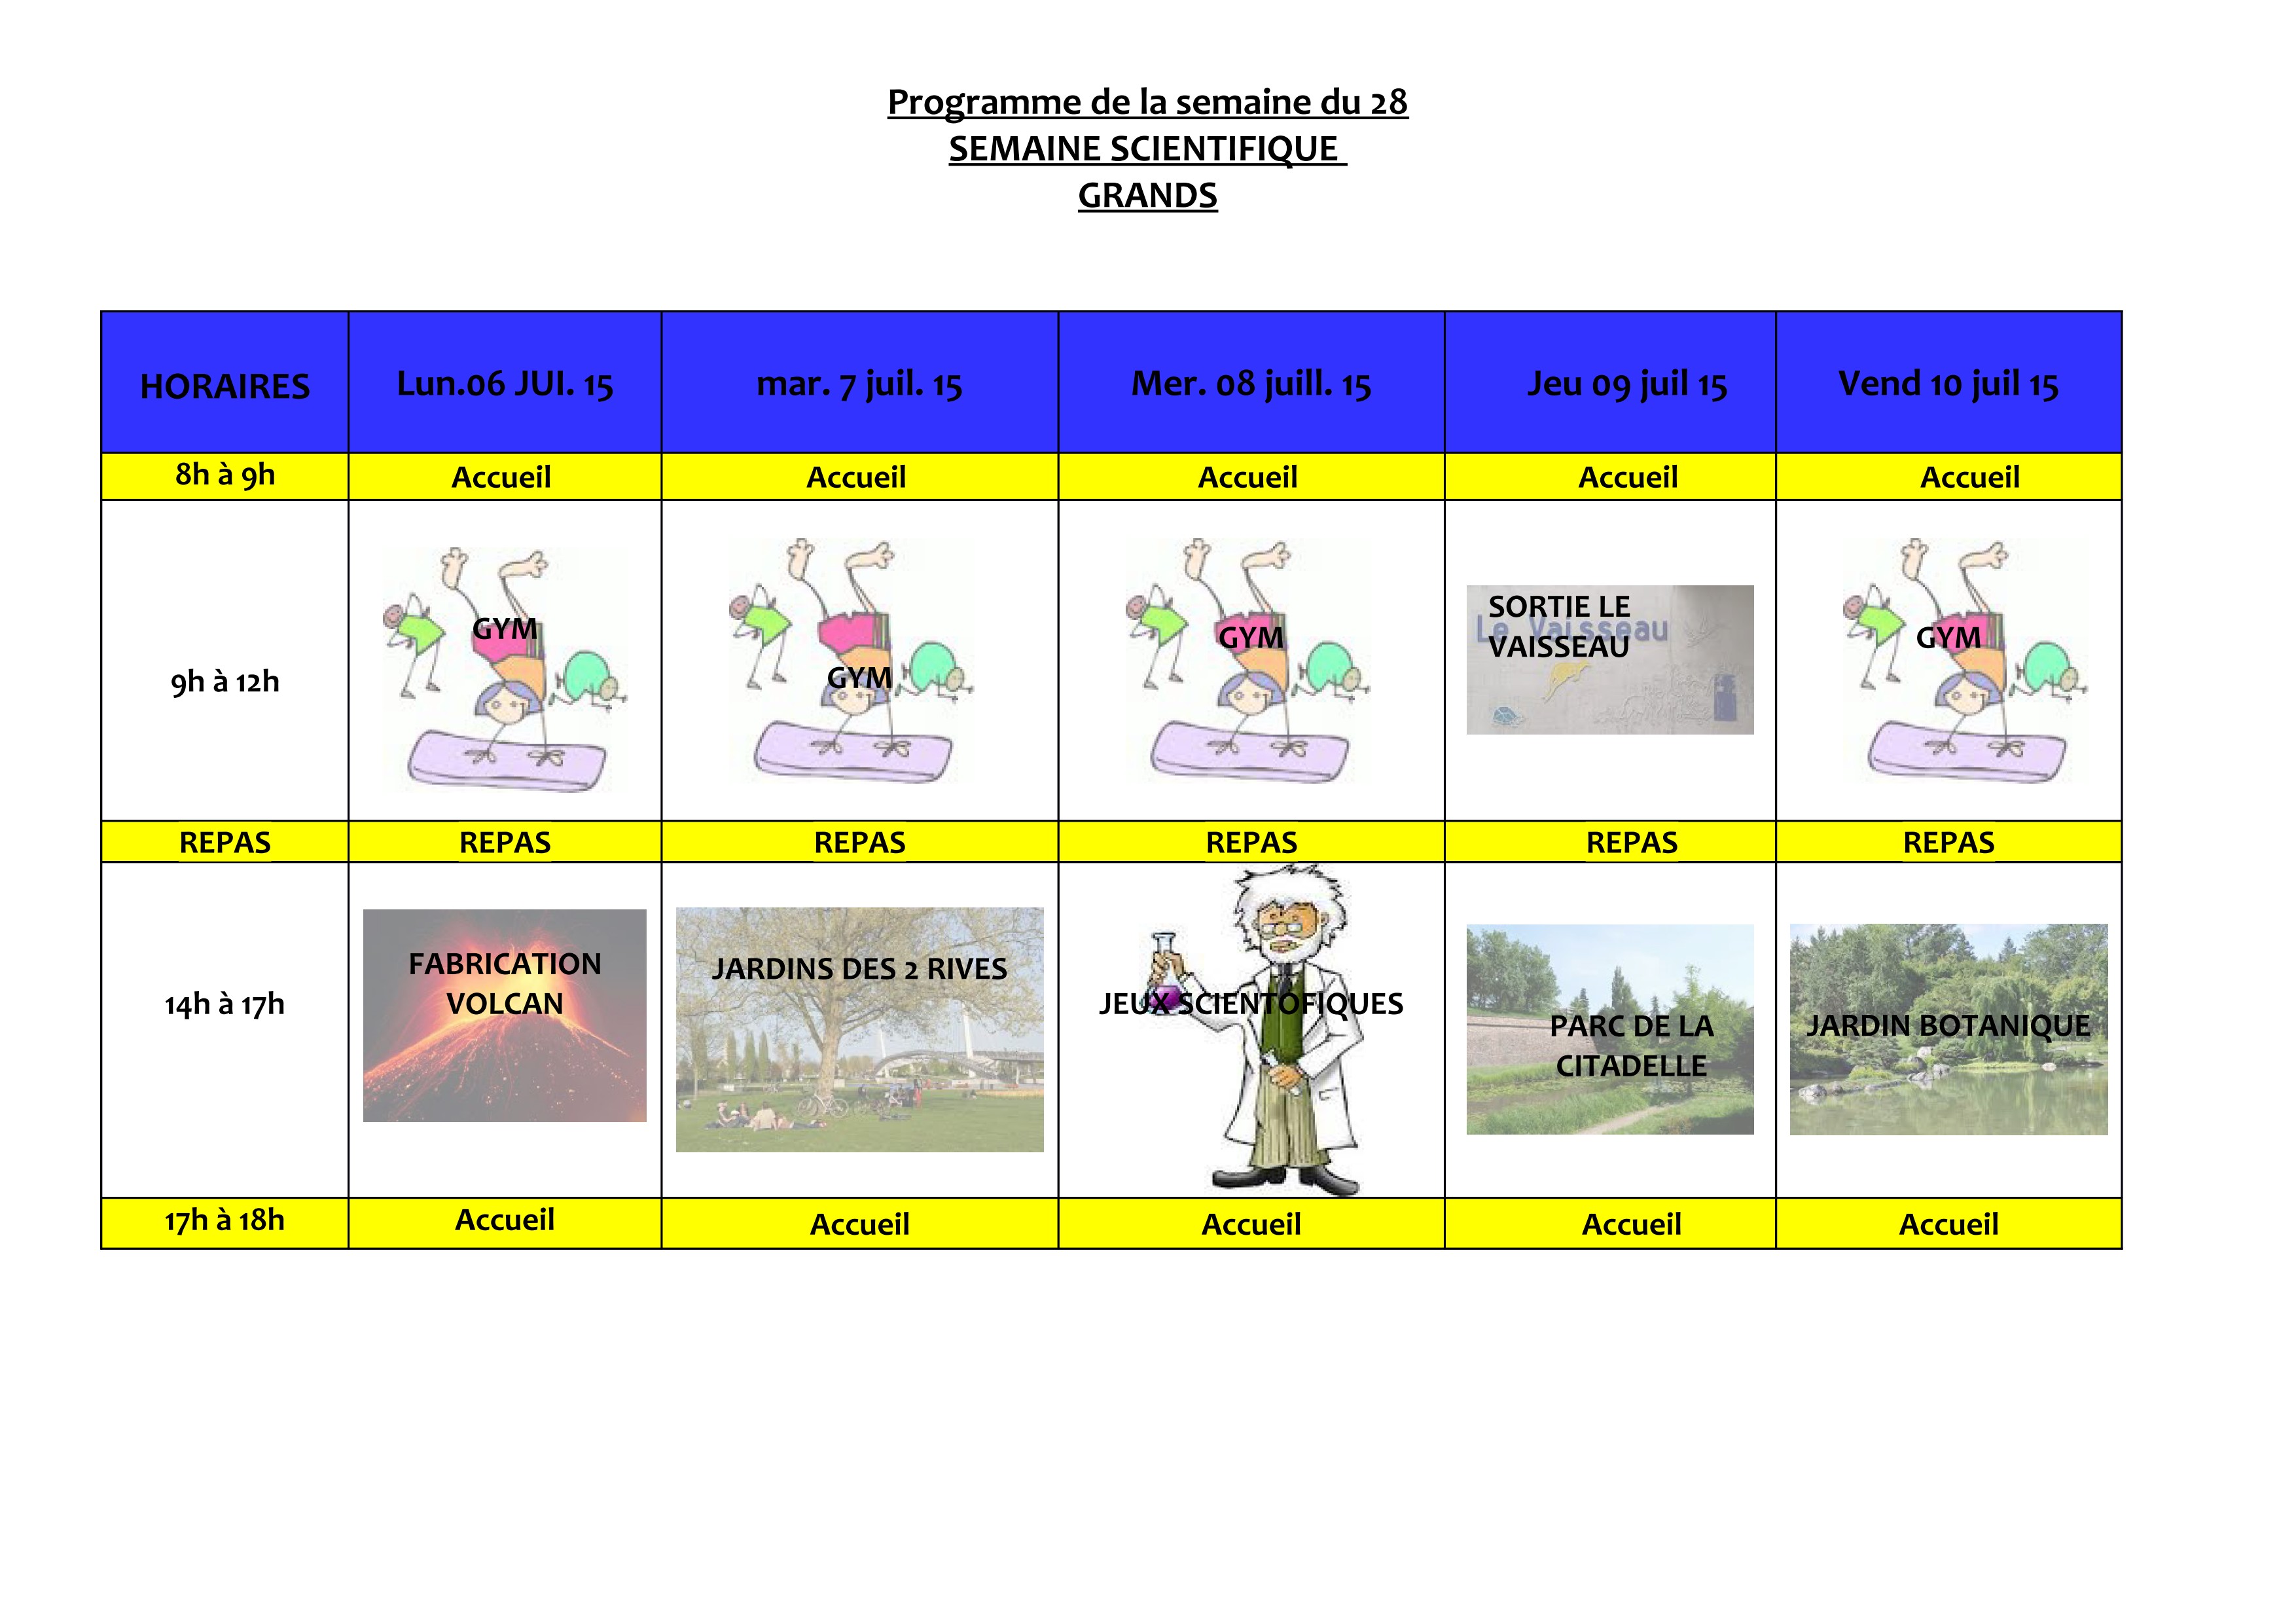 Programme de la semaine du 28
SEMAINE SCIENTIFIQUE
GRANDS
HORAIRES
Lun.06 JUI. 15
mar. 7 juil. 15
Mer. 08 juill. 15
Jeu 09 juil 15
Vend 10 juil 15
8h à 9h
Accueil
Accueil
Accueil
Accueil
Accueil
9h à 12h
GYM
GYM
GYM
SORTIE LE
VAISSEAU
Le Vaisseau
GYM
REPAS
REPAS
REPAS
REPAS
REPAS
REPAS
14h à 17h
FABRICATION
VOLCAN
JARDINS DES 2 RIVES
JEUX SCIENTOFIQUES
PARC DE LA
CITADELLE
JARDIN BOTANIQUE
17h à 18h
Accueil
Accueil
Accueil
Accueil
Accueil